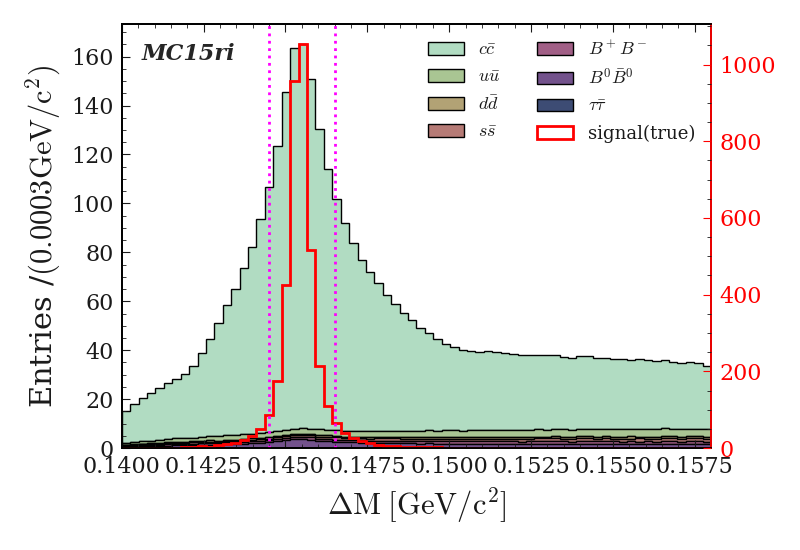 MC15ri
cc̄
uū
dd̄
ss̄
B⁺B⁻
B⁰B̄⁰
ττ̄
signal(true)
Entries /(0.0003GeV/c²)
0
20
40
60
80
100
120
140
160
0
200
400
600
800
1000
0.1400 0.1425 0.1450 0.1475 0.1500 0.1525 0.1550 0.1575
ΔM [GeV/c²]